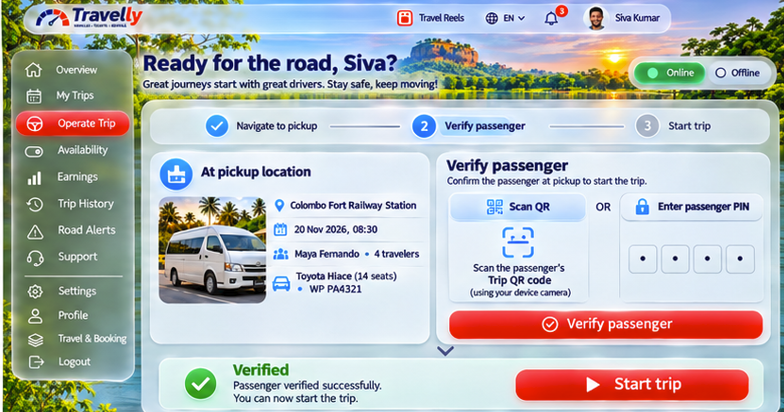 Travelly
Travel Reels
EN
3
Siva Kumar
Overview
My Trips
Operate Trip
Availability
Earnings
Trip History
Road Alerts
Support
Settings
Profile
Travel & Booking
Logout
Ready for the road, Siva?
Great journeys start with great drivers. Stay safe, keep moving!
Online
Offline
Navigate to pickup
2 Verify passenger
3 Start trip
At pickup location
Colombo Fort Railway Station
20 Nov 2026, 08:30
Maya Fernando • 4 travelers
Toyota Hiace (14 seats)
• WP PA4321
Verify passenger
Confirm the passenger at pickup to start the trip.
Scan QR
OR
Enter passenger PIN
Scan the passenger's
Trip QR code
(using your device camera)
Verify passenger
Verified
Passenger verified successfully.
You can now start the trip.
Start trip